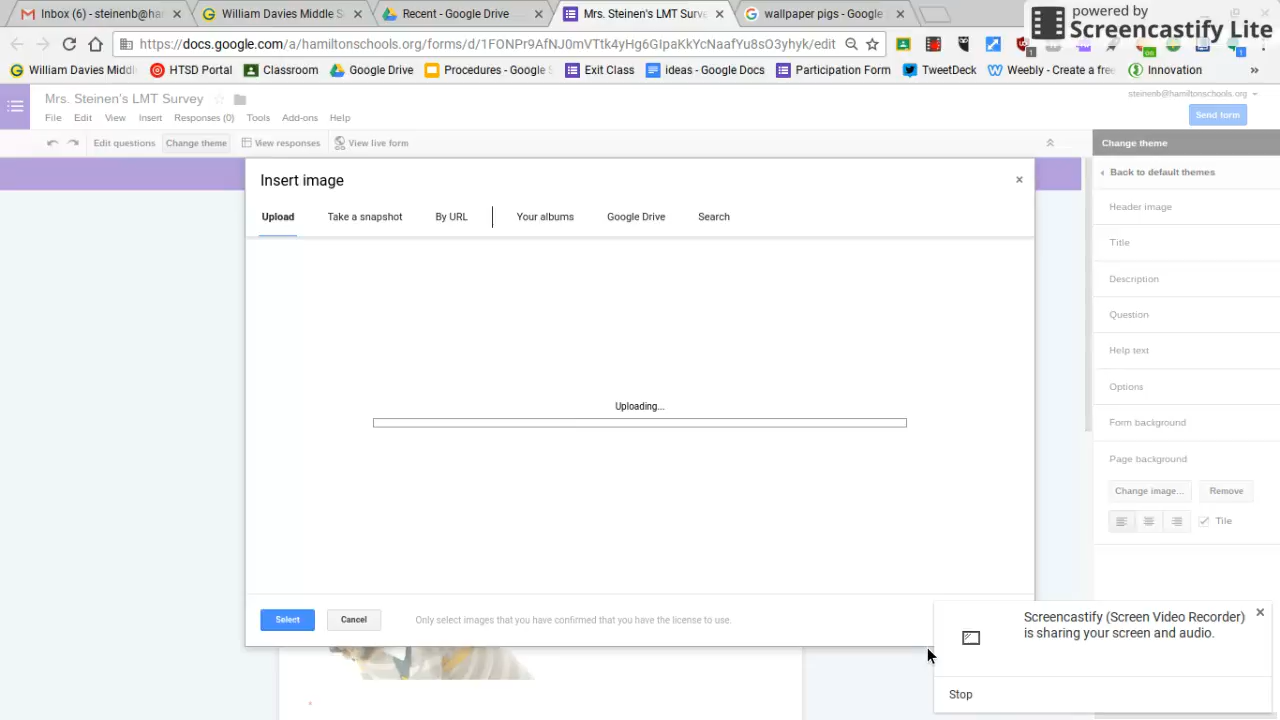 Inbox (6) - steinenb@ham
William Davies Middle S
Recent - Google Drive
Mrs. Steinen's LMT Surve
wallpaper pigs - Google
powered by
Screencastify Lite
https://docs.google.com/a/hamiltonschools.org/forms/d/
/edit
William Davies Middl
HTSD Portal
Classroom
Google Drive
Procedures - Google S
Exit Class
ideas - Google Docs
Participation Form
TweetDeck
Weebly - Create a free
Innovation
»
Mrs. Steinen's LMT Survey
steinenb@hamiltonschools.org
File Edit View Insert Responses (0) Tools Add-ons Help
Send form
Edit questions Change theme View responses View live form
Change theme
Back to default themes
Insert image
×
Upload Take a snapshot By URL Your albums Google Drive Search
Header image
Title
Description
Question
Help text
Options
Uploading...
Form background
Page background
Change image... Remove
Tile
Select Cancel Only select images that you have confirmed that you have the license to use.
Screencastify (Screen Video Recorder)
is sharing your screen and audio.
Stop